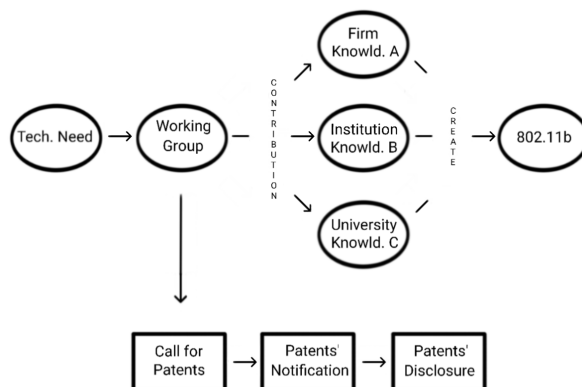 Firm
Knowld. A
CONTRIBUTION
CREATE
Tech. Need
Working
Group
Institution
Knowld. B
802.11b
University
Knowld. C
Call for
Patents
Patents'
Notification
Patents'
Disclosure